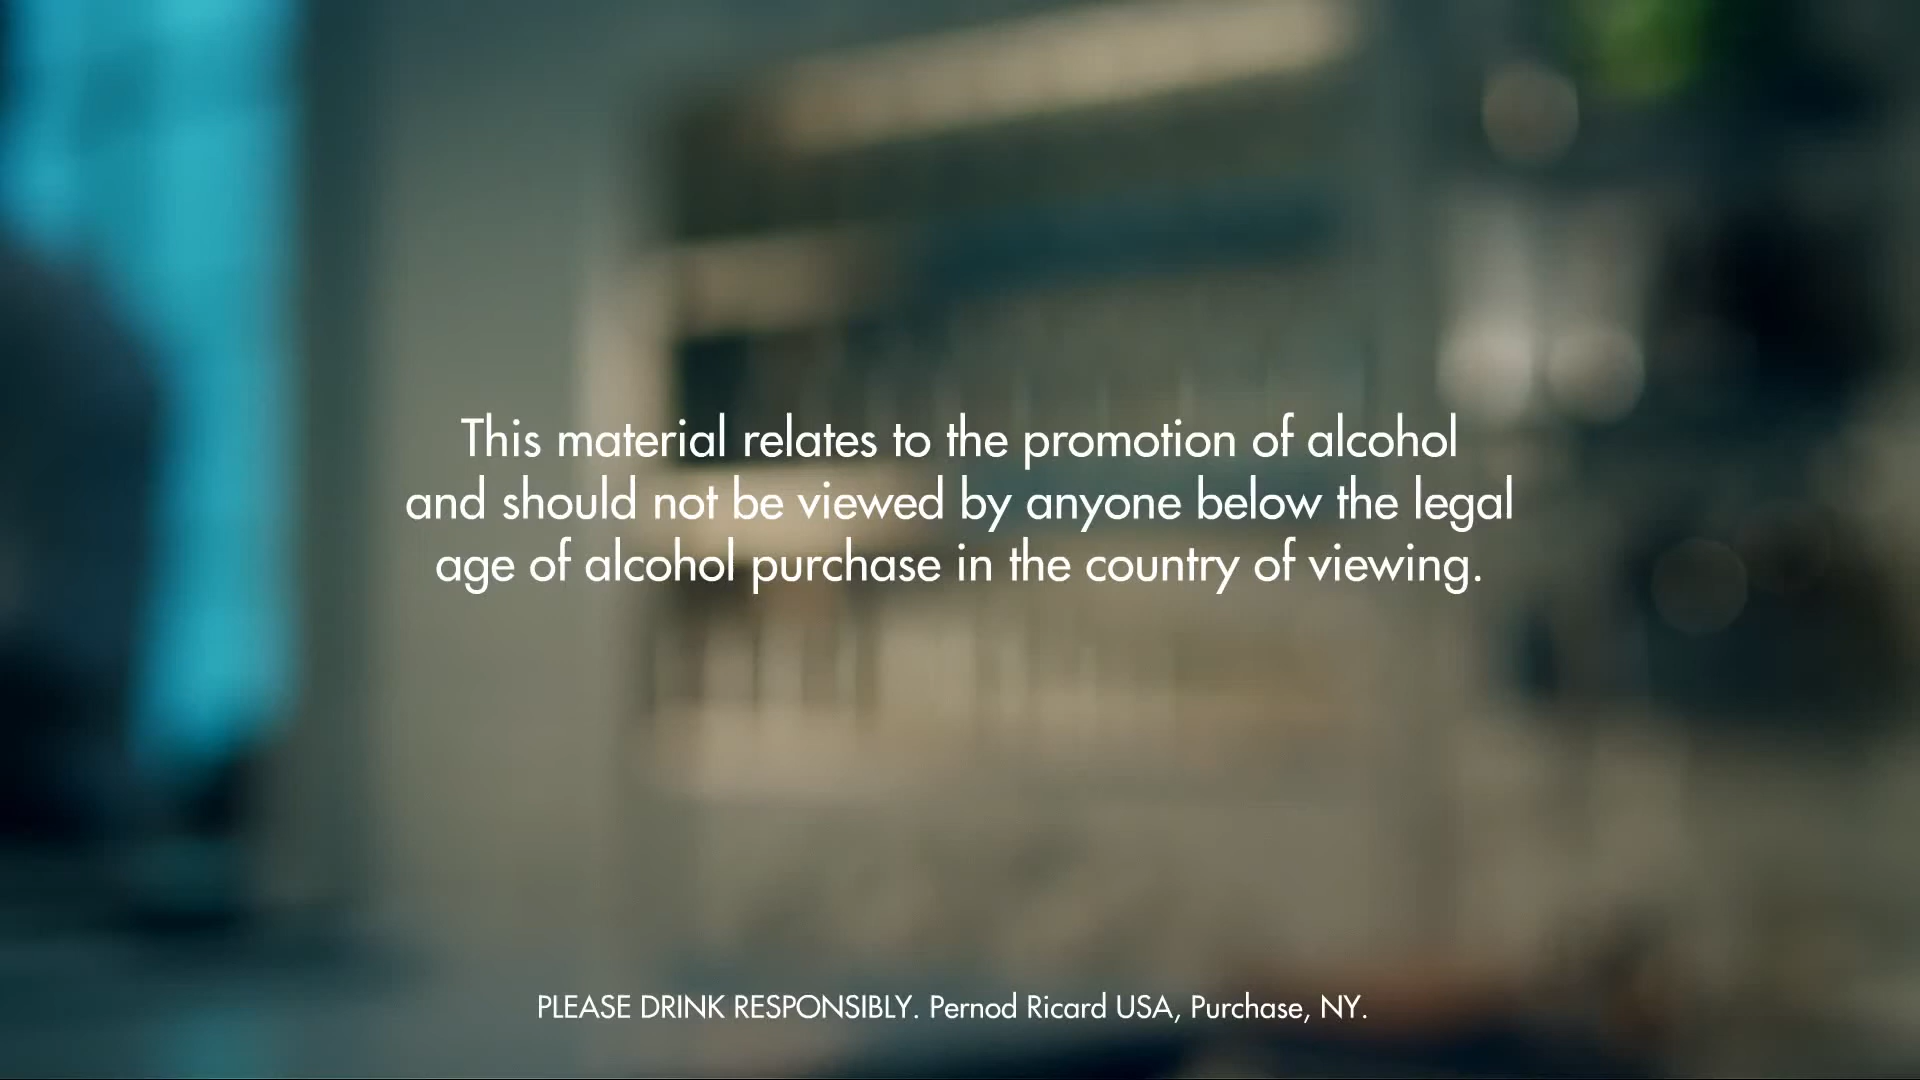 This material relates to the promotion of alcohol
and should not be viewed by anyone below the legal
age of alcohol purchase in the country of viewing.
PLEASE DRINK RESPONSIBLY. Pernod Ricard USA, Purchase, NY.